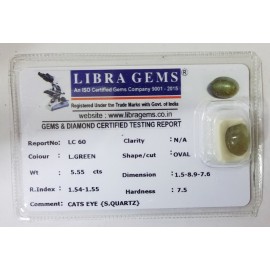 LIBRA GEMS
An ISO Certified Gems Company 9001 - 2015
Registered Under the Trade Marks with Govt. of India
website : www.libragems.co.in
GEMS & DIAMOND CERTIFIED TESTING REPORT
ReportNo: LC 60 Clarity : N/A
Colour : L.GREEN Shape/cut : OVAL
Wt : 5.55 cts Dimension : 1.5-8.9-7.6
R.Index : 1.54-1.55 Hardness : 7.5
Comment : CATS EYE (S.QUARTZ)